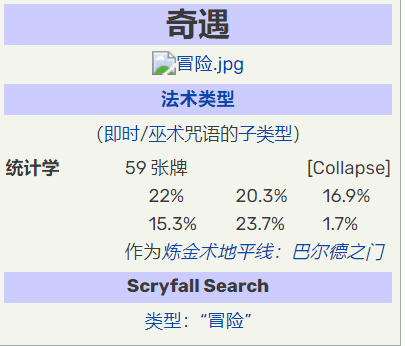 奇遇
冒险.jpg
法术类型
（即时/巫术咒语的子类型）
统计学 59 张牌 [Collapse]
22% 20.3% 16.9%
15.3% 23.7% 1.7%
作为炼金术地平线：巴尔德之门
Scryfall Search
类型：“冒险”